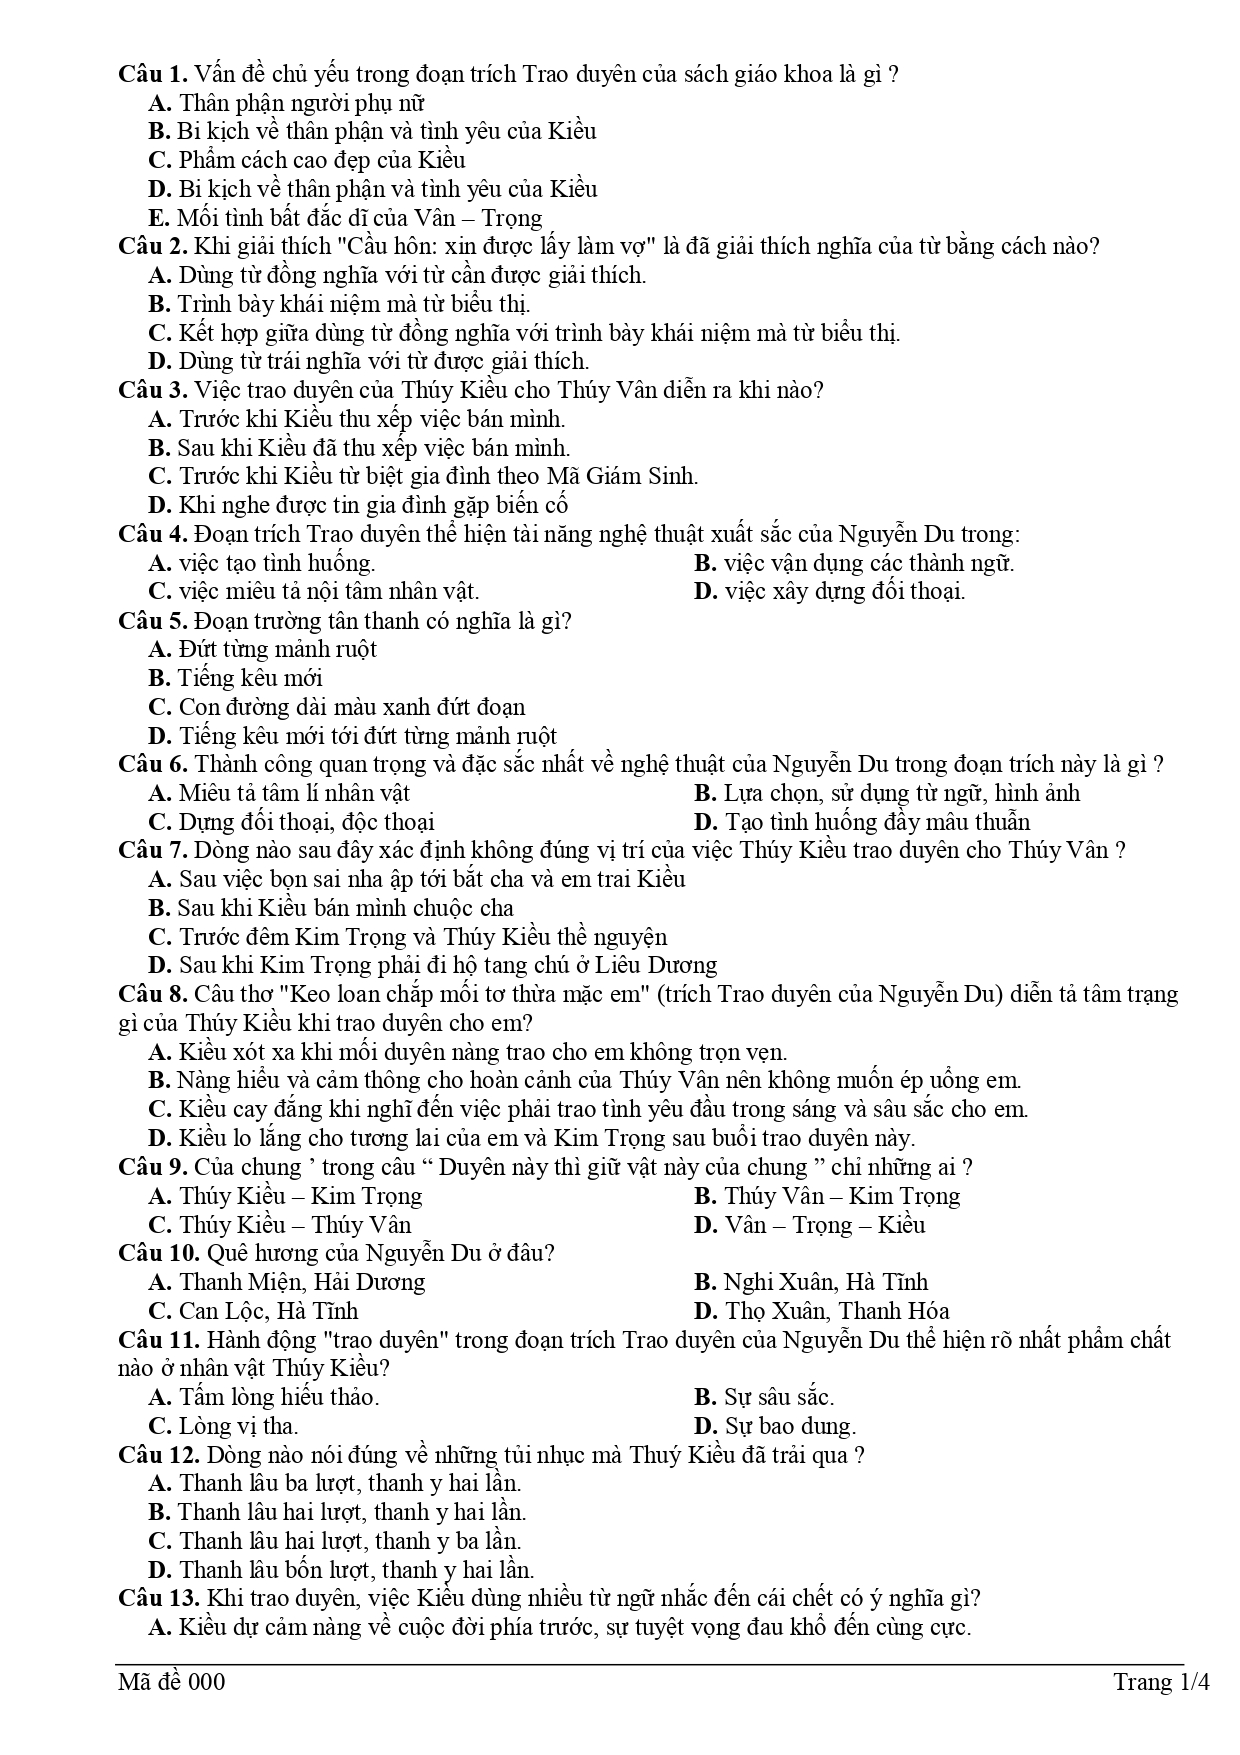 Câu 1. Vấn đề chủ yếu trong đoạn trích Trao duyên của sách giáo khoa là gì ?
A. Thân phận người phụ nữ
B. Bi kịch về thân phận và tình yêu của Kiều
C. Phẩm cách cao đẹp của Kiều
D. Bi kịch về thân phận và tình yêu của Kiều
E. Mối tình bất đắc dĩ của Vân – Trọng
Câu 2. Khi giải thích "Cầu hôn: xin được lấy làm vợ" là đã giải thích nghĩa của từ bằng cách nào?
A. Dùng từ đồng nghĩa với từ cần được giải thích.
B. Trình bày khái niệm mà từ biểu thị.
C. Kết hợp giữa dùng từ đồng nghĩa với trình bày khái niệm mà từ biểu thị.
D. Dùng từ trái nghĩa với từ được giải thích.
Câu 3. Việc trao duyên của Thúy Kiều cho Thúy Vân diễn ra khi nào?
A. Trước khi Kiều thu xếp việc bán mình.
B. Sau khi Kiều đã thu xếp việc bán mình.
C. Trước khi Kiều từ biệt gia đình theo Mã Giám Sinh.
D. Khi nghe được tin gia đình gặp biến cố
Câu 4. Đoạn trích Trao duyên thể hiện tài năng nghệ thuật xuất sắc của Nguyễn Du trong:
A. việc tạo tình huống. B. việc vận dụng các thành ngữ.
C. việc miêu tả nội tâm nhân vật. D. việc xây dựng đối thoại.
Câu 5. Đoạn trường tân thanh có nghĩa là gì?
A. Đứt từng mảnh ruột
B. Tiếng kêu mới
C. Con đường dài màu xanh đứt đoạn
D. Tiếng kêu mới tới đứt từng mảnh ruột
Câu 6. Thành công quan trọng và đặc sắc nhất về nghệ thuật của Nguyễn Du trong đoạn trích này là gì ?
A. Miêu tả tâm lí nhân vật B. Lựa chọn, sử dụng từ ngữ, hình ảnh
C. Dựng đối thoại, độc thoại D. Tạo tình huống đầy mâu thuẫn
Câu 7. Dòng nào sau đây xác định không đúng vị trí của việc Thúy Kiều trao duyên cho Thúy Vân ?
A. Sau việc bọn sai nha ập tới bắt cha và em trai Kiều
B. Sau khi Kiều bán mình chuộc cha
C. Trước đêm Kim Trọng và Thúy Kiều thề nguyện
D. Sau khi Kim Trọng phải đi hộ tang chú ở Liêu Dương
Câu 8. Câu thơ "Keo loan chắp mối tơ thừa mặc em" (trích Trao duyên của Nguyễn Du) diễn tả tâm trạng
gì của Thúy Kiều khi trao duyên cho em?
A. Kiều xót xa khi mối duyên nàng trao cho em không trọn vẹn.
B. Nàng hiểu và cảm thông cho hoàn cảnh của Thúy Vân nên không muốn ép uổng em.
C. Kiều cay đắng khi nghĩ đến việc phải trao tình yêu đầu trong sáng và sâu sắc cho em.
D. Kiều lo lắng cho tương lai của em và Kim Trọng sau buổi trao duyên này.
Câu 9. Của chung ’ trong câu “ Duyên này thì giữ vật này của chung ” chỉ những ai ?
A. Thúy Kiều – Kim Trọng B. Thúy Vân – Kim Trọng
C. Thúy Kiều – Thúy Vân D. Vân – Trọng – Kiều
Câu 10. Quê hương của Nguyễn Du ở đâu?
A. Thanh Miện, Hải Dương B. Nghi Xuân, Hà Tĩnh
C. Can Lộc, Hà Tĩnh D. Thọ Xuân, Thanh Hóa
Câu 11. Hành động "trao duyên" trong đoạn trích Trao duyên của Nguyễn Du thể hiện rõ nhất phẩm chất
nào ở nhân vật Thúy Kiều?
A. Tấm lòng hiếu thảo. B. Sự sâu sắc.
C. Lòng vị tha. D. Sự bao dung.
Câu 12. Dòng nào nói đúng về những tủi nhục mà Thuý Kiều đã trải qua ?
A. Thanh lâu ba lượt, thanh y hai lần.
B. Thanh lâu hai lượt, thanh y hai lần.
C. Thanh lâu hai lượt, thanh y ba lần.
D. Thanh lâu bốn lượt, thanh y hai lần.
Câu 13. Khi trao duyên, việc Kiều dùng nhiều từ ngữ nhắc đến cái chết có ý nghĩa gì?
A. Kiều dự cảm nàng về cuộc đời phía trước, sự tuyệt vọng đau khổ đến cùng cực.
Mã đề 000 Trang 1/4